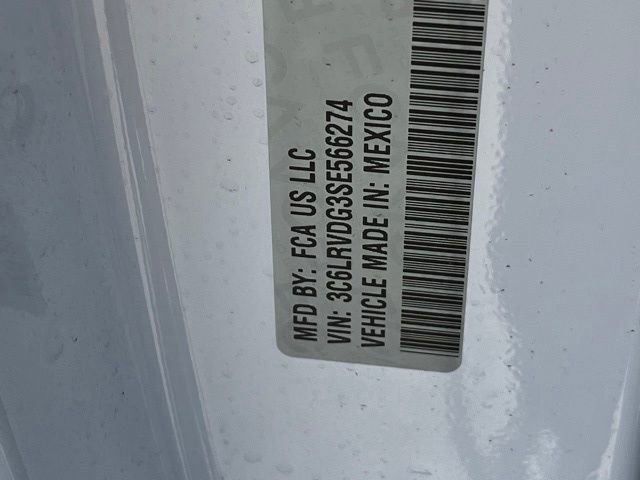 MFD BY: FCA US LLC
VIN: 3C6LRVDG3SE566274
VEHICLE MADE IN: MEXICO